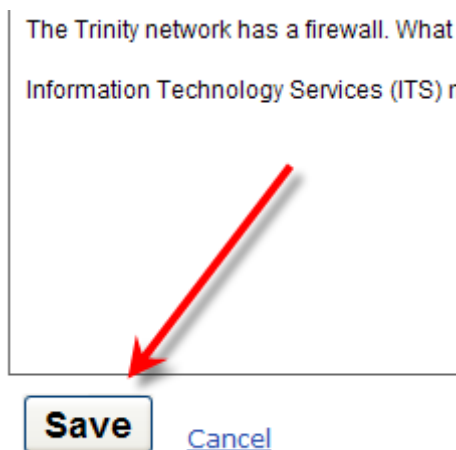 The Trinity network has a firewall. What
Information Technology Services (ITS)
Save Cancel